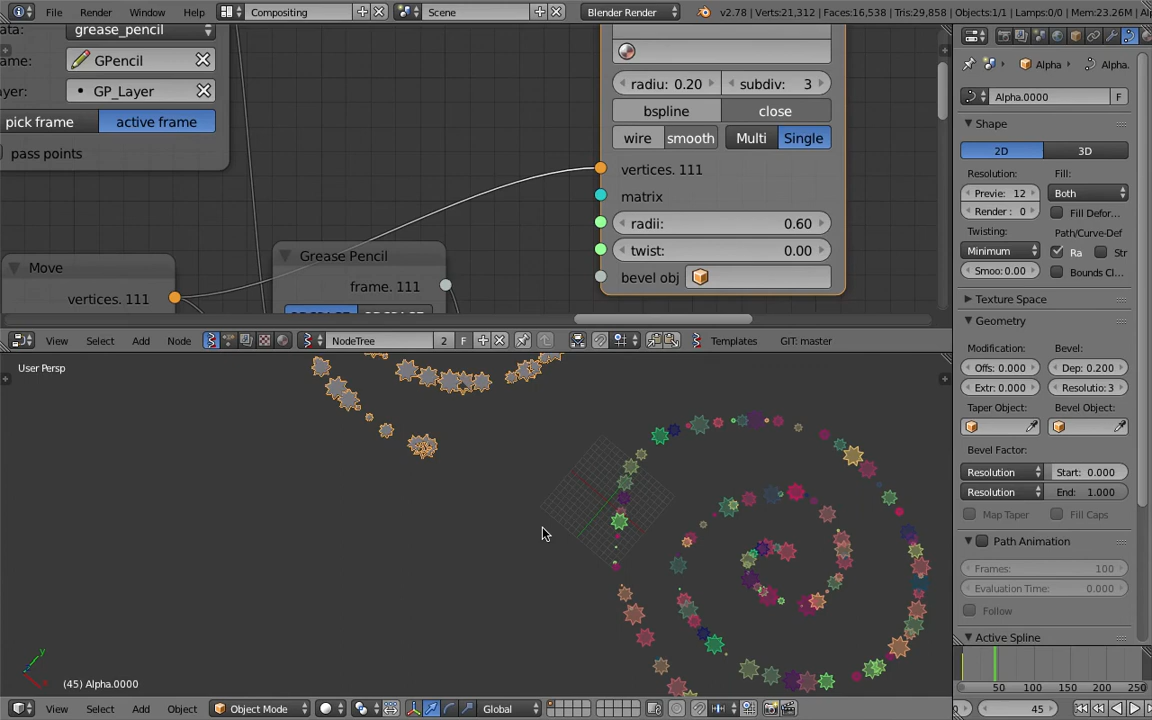 File Render Window Help Compositing Scene Blender Render v2.78 | Verts:21,312 | Faces:16,538 | Tris:29,858 | Objects:1/1 | Lamps:0/0 | Mem:23.26M |
ata: grease_pencil
ame: GPencil
ayer: GP_Layer
pick frame active frame
pass points
radiu: 0.20 subdiv: 3
bspline close
wire smooth Multi Single
vertices. 111
matrix
radii: 0.60
twist: 0.00
bevel obj
Move
vertices. 111
Grease Pencil
frame. 111
View Select Add Node NodeTree 2 F Templates GIT: master
User Persp
(45) Alpha.0000
View Select Add Object Object Mode Global
Alpha Alpha.
Alpha.0000 F
Shape
2D 3D
Resolution: Fill:
Previe: 12 Both
Render : 0 Fill Defor...
Twisting: Path/Curve-Def
Minimum Ra Str
Smoo: 0.00 Bounds Cl...
Texture Space
Geometry
Modification: Bevel:
Offs: 0.000 Dep: 0.200
Extr: 0.000 Resolutio: 3
Taper Object: Bevel Object:
Bevel Factor:
Resolution Start: 0.000
Resolution End: 1.000
Map Taper Fill Caps
Path Animation
Frames: 100
Evaluation Time: 0.000
Follow
Active Spline
50 100 150 200 250
45